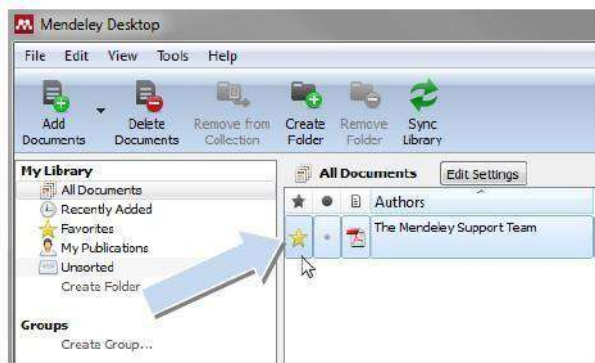 Mendeley Desktop
File Edit View Tools Help
Add Documents
Delete Documents
Remove from Collection
Create Folder
Remove Folder
Sync Library
My Library
All Documents
Recently Added
Favorites
My Publications
Unsorted
Create Folder
Groups
Create Group...
All Documents Edit Settings
Authors
The Mendeley Support Team